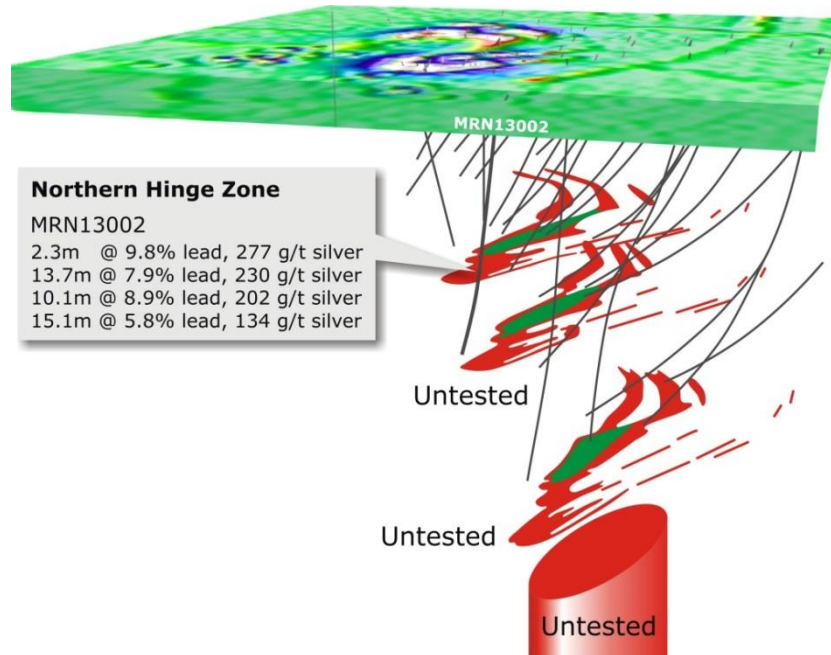 MRN13002
Northern Hinge Zone
MRN13002
2.3m @ 9.8% lead, 277 g/t silver
13.7m @ 7.9% lead, 230 g/t silver
10.1m @ 8.9% lead, 202 g/t silver
15.1m @ 5.8% lead, 134 g/t silver
Untested
Untested
Untested